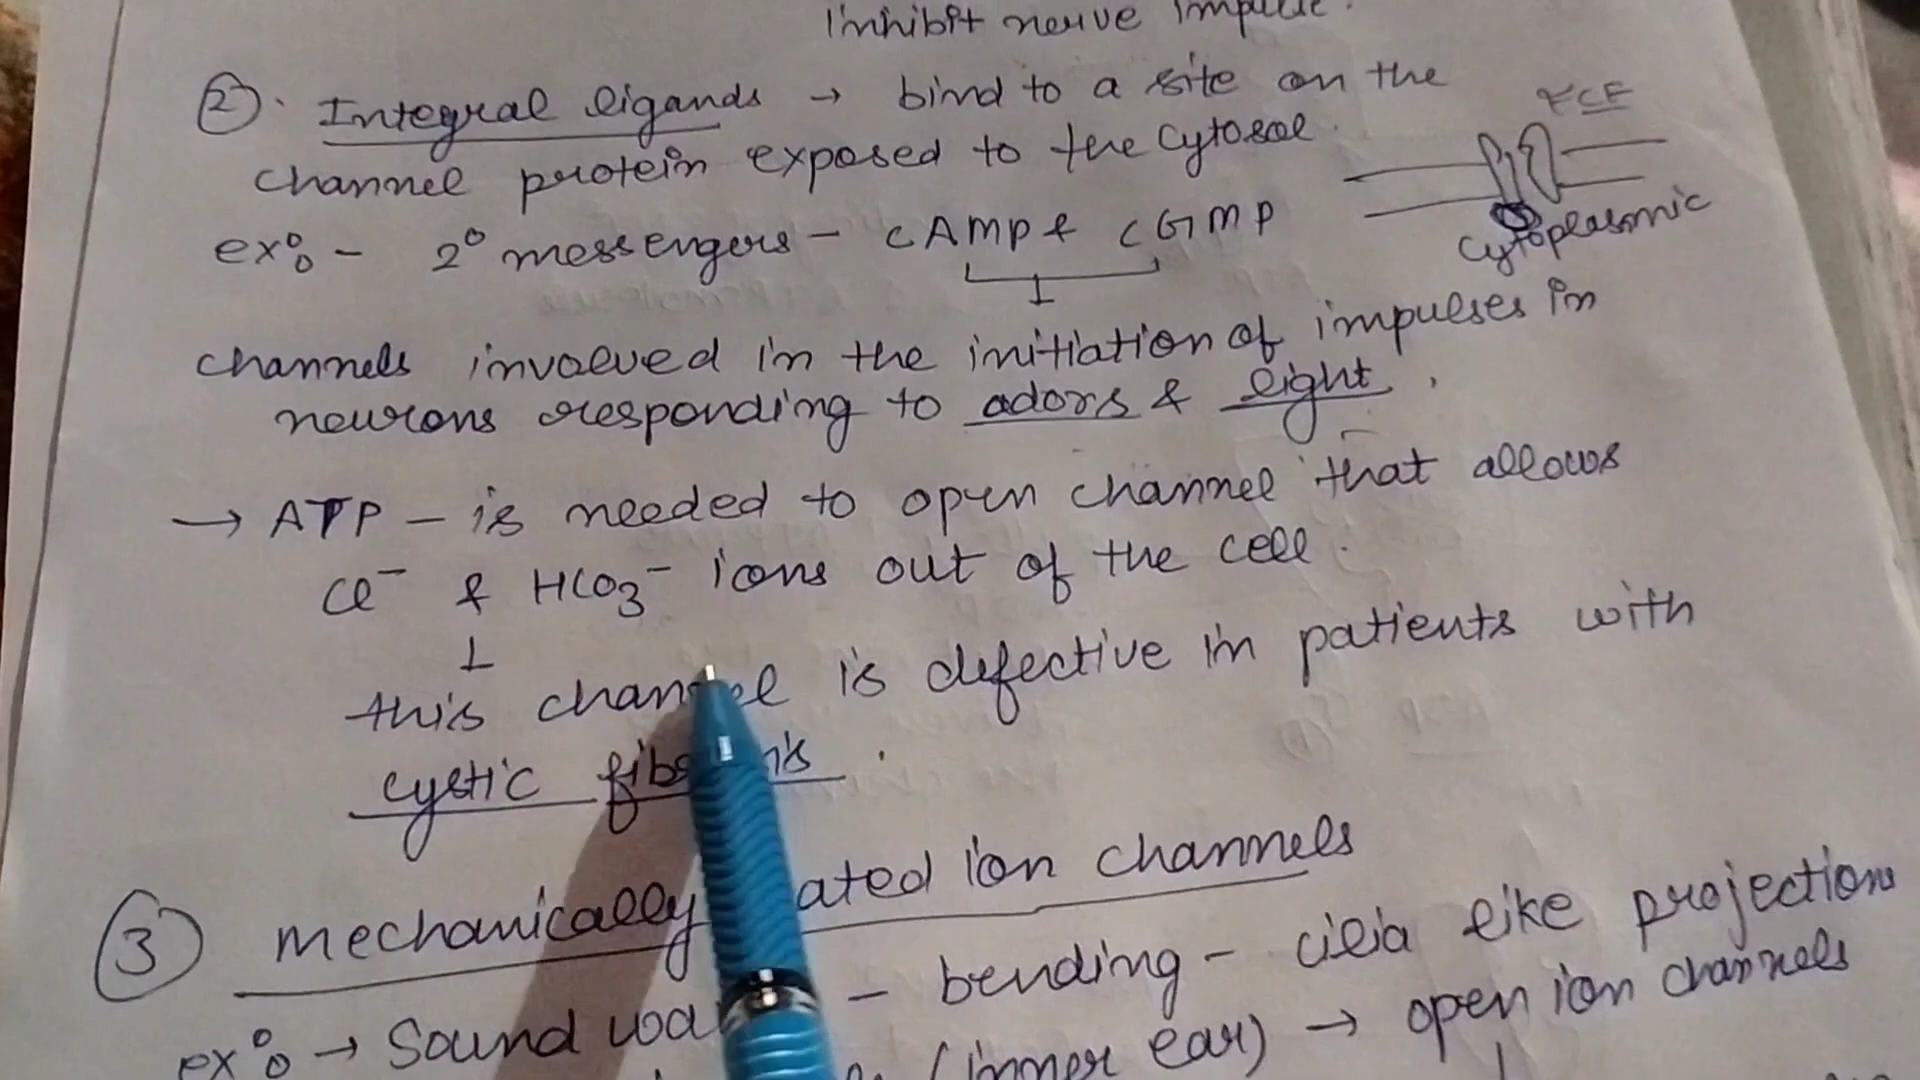 inhibit nerve impulse.
② Integral ligands → bind to a site on the
channel protein exposed to the cytosol.
ECF
cytoplasmic
ex:- 2° messengers - cAMP & cGMP
channels involved in the initiation of impulses in
neurons responding to adors & light.
→ ATP - is needed to open channel that allows
Cl⁻ & HCO3⁻ ions out of the cell.
this channel is defective in patients with
cystic fibrosis.
③ mechanically gated ion channels
ex: → Sound wa - bending - cilia like projections
(inner ear) → open ion channels